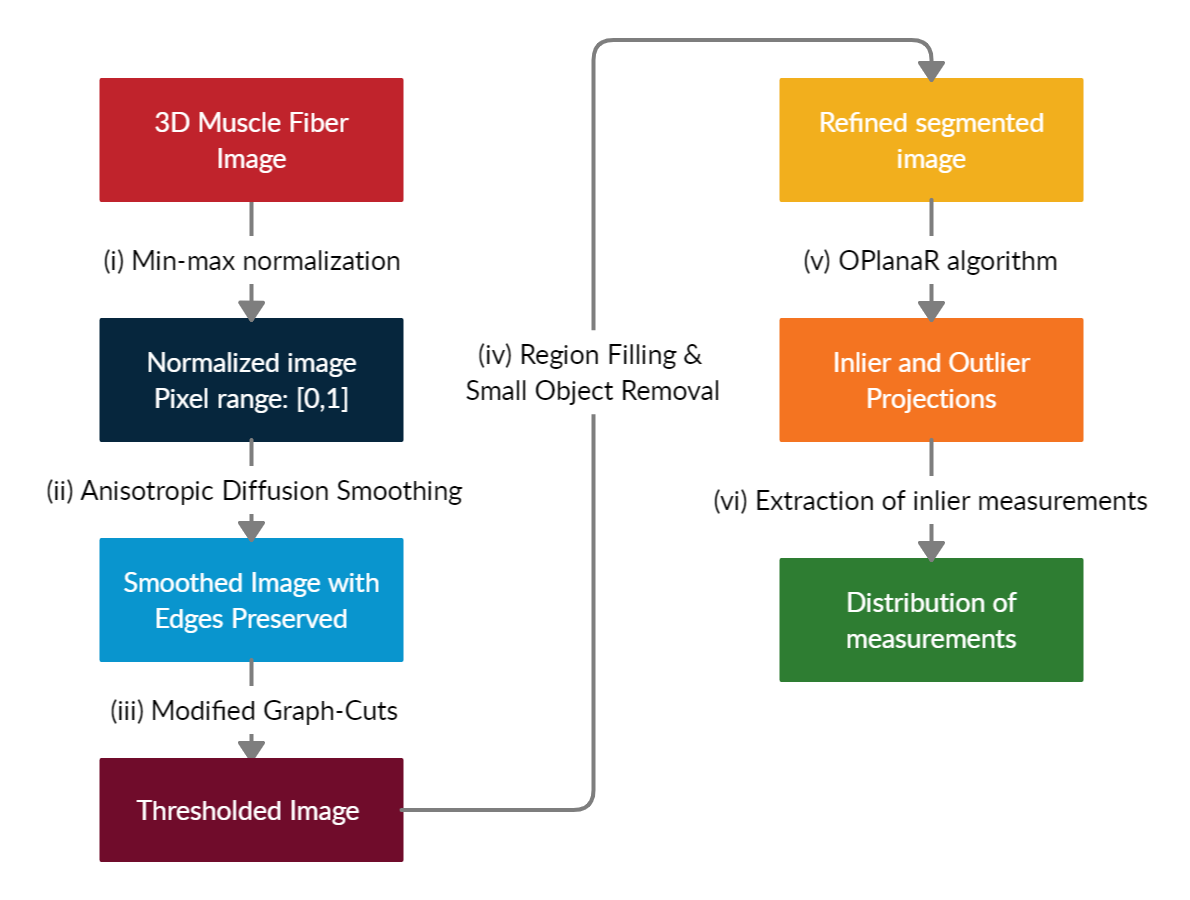 3D Muscle Fiber
Image
(i) Min-max normalization
Normalized image
Pixel range: [0,1]
(ii) Anisotropic Diffusion Smoothing
Smoothed Image with
Edges Preserved
(iii) Modified Graph-Cuts
Thresholded Image
(iv) Region Filling &
Small Object Removal
Refined segmented
image
(v) OPlanaR algorithm
Inlier and Outlier
Projections
(vi) Extraction of inlier measurements
Distribution of
measurements